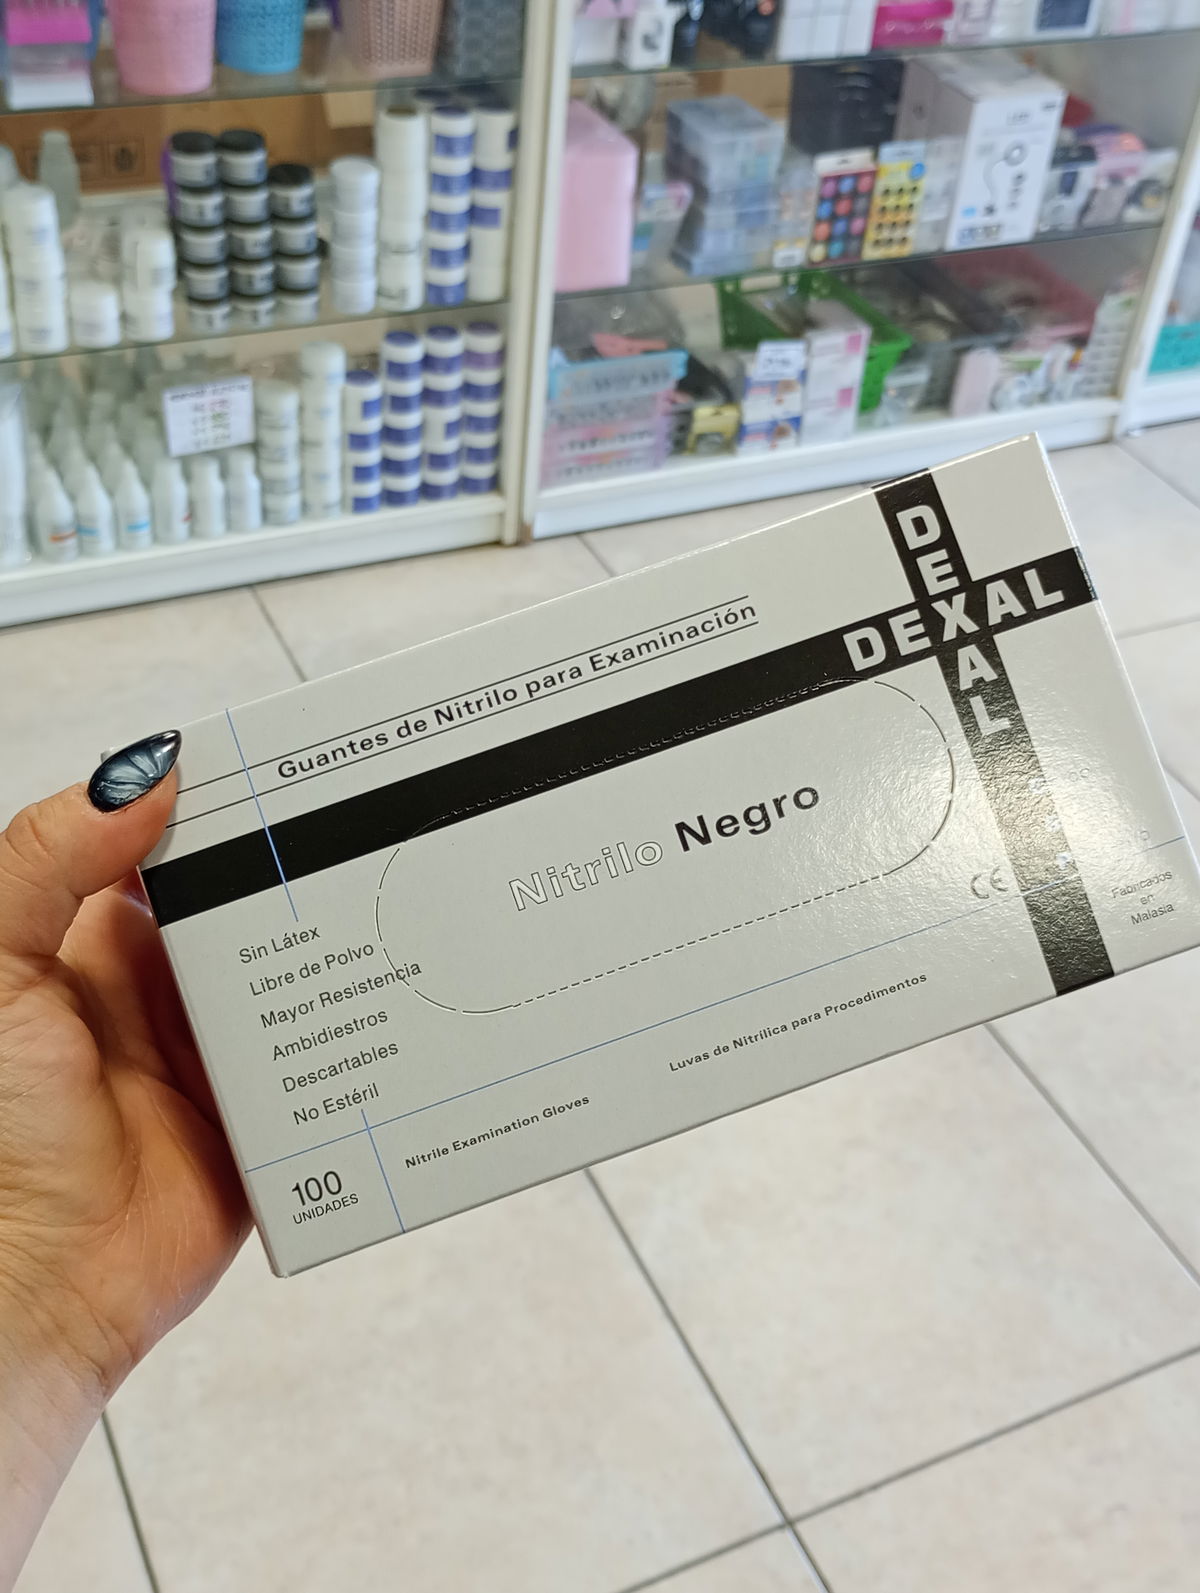 DEXAL
DEXAL
Guantes de Nitrilo para Examinación
Nitrilo Negro
Sin Látex
Libre de Polvo
Mayor Resistencia
Ambidiestros
Descartables
No Estéril
CE
Fabricados
en
Malasia
100
UNIDADES
Nitrile Examination Gloves
Luvas de Nitrílica para Procedimentos